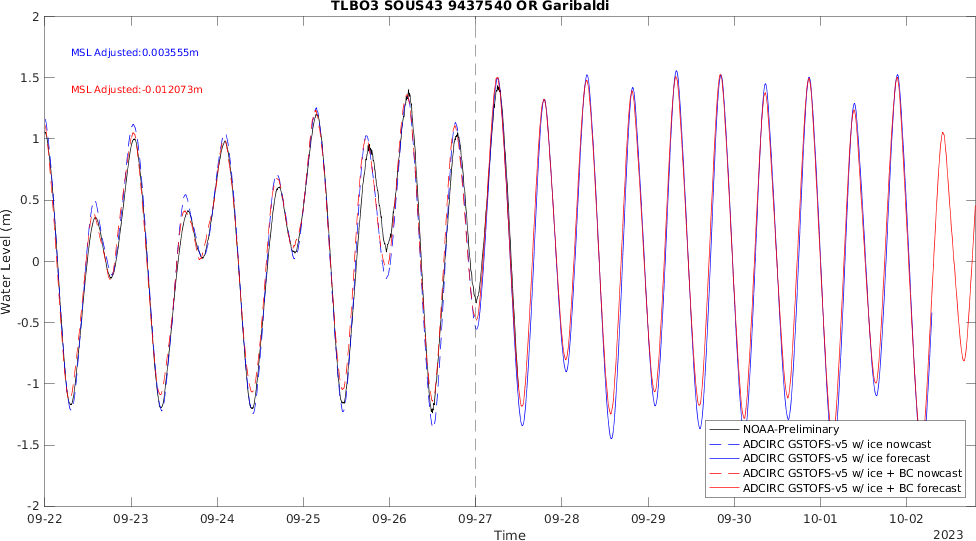 TLBO3 SOUS43 9437540 OR Garibaldi
MSL Adjusted:0.003555m
MSL Adjusted:-0.012073m
Water Level (m)
2
1.5
1
0.5
0
-0.5
-1
-1.5
-2
NOAA-Preliminary
ADCIRC GSTOFS-v5 w/ ice nowcast
ADCIRC GSTOFS-v5 w/ ice forecast
ADCIRC GSTOFS-v5 w/ ice + BC nowcast
ADCIRC GSTOFS-v5 w/ ice + BC forecast
09-22 09-23 09-24 09-25 09-26 09-27 09-28 09-29 09-30 10-01 10-02
Time
2023